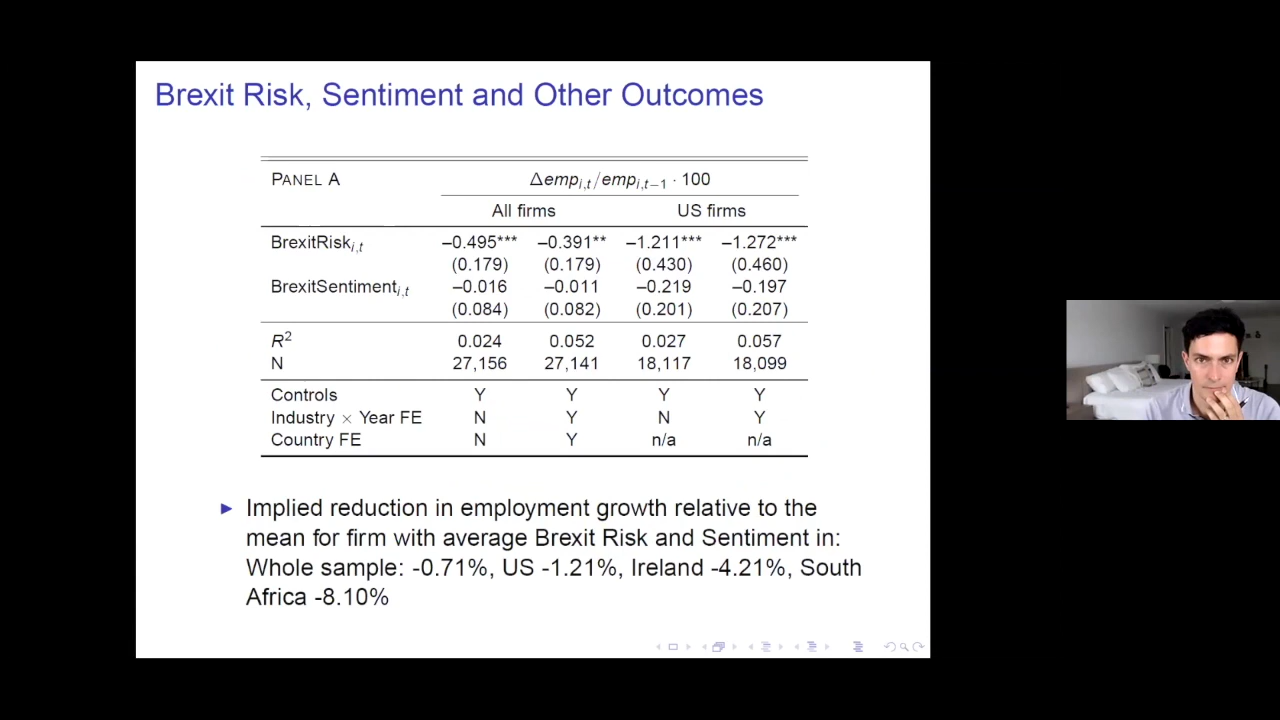 Brexit Risk, Sentiment and Other Outcomes
PANEL A Δemp_{i,t}/emp_{i,t−1} · 100
All firms US firms
BrexitRisk_{i,t} −0.495*** −0.391** −1.211*** −1.272***
(0.179) (0.179) (0.430) (0.460)
BrexitSentiment_{i,t} −0.016 −0.011 −0.219 −0.197
(0.084) (0.082) (0.201) (0.207)
R² 0.024 0.052 0.027 0.057
N 27,156 27,141 18,117 18,099
Controls Y Y Y Y
Industry × Year FE N Y N Y
Country FE N Y n/a n/a
Implied reduction in employment growth relative to the
mean for firm with average Brexit Risk and Sentiment in:
Whole sample: -0.71%, US -1.21%, Ireland -4.21%, South
Africa -8.10%